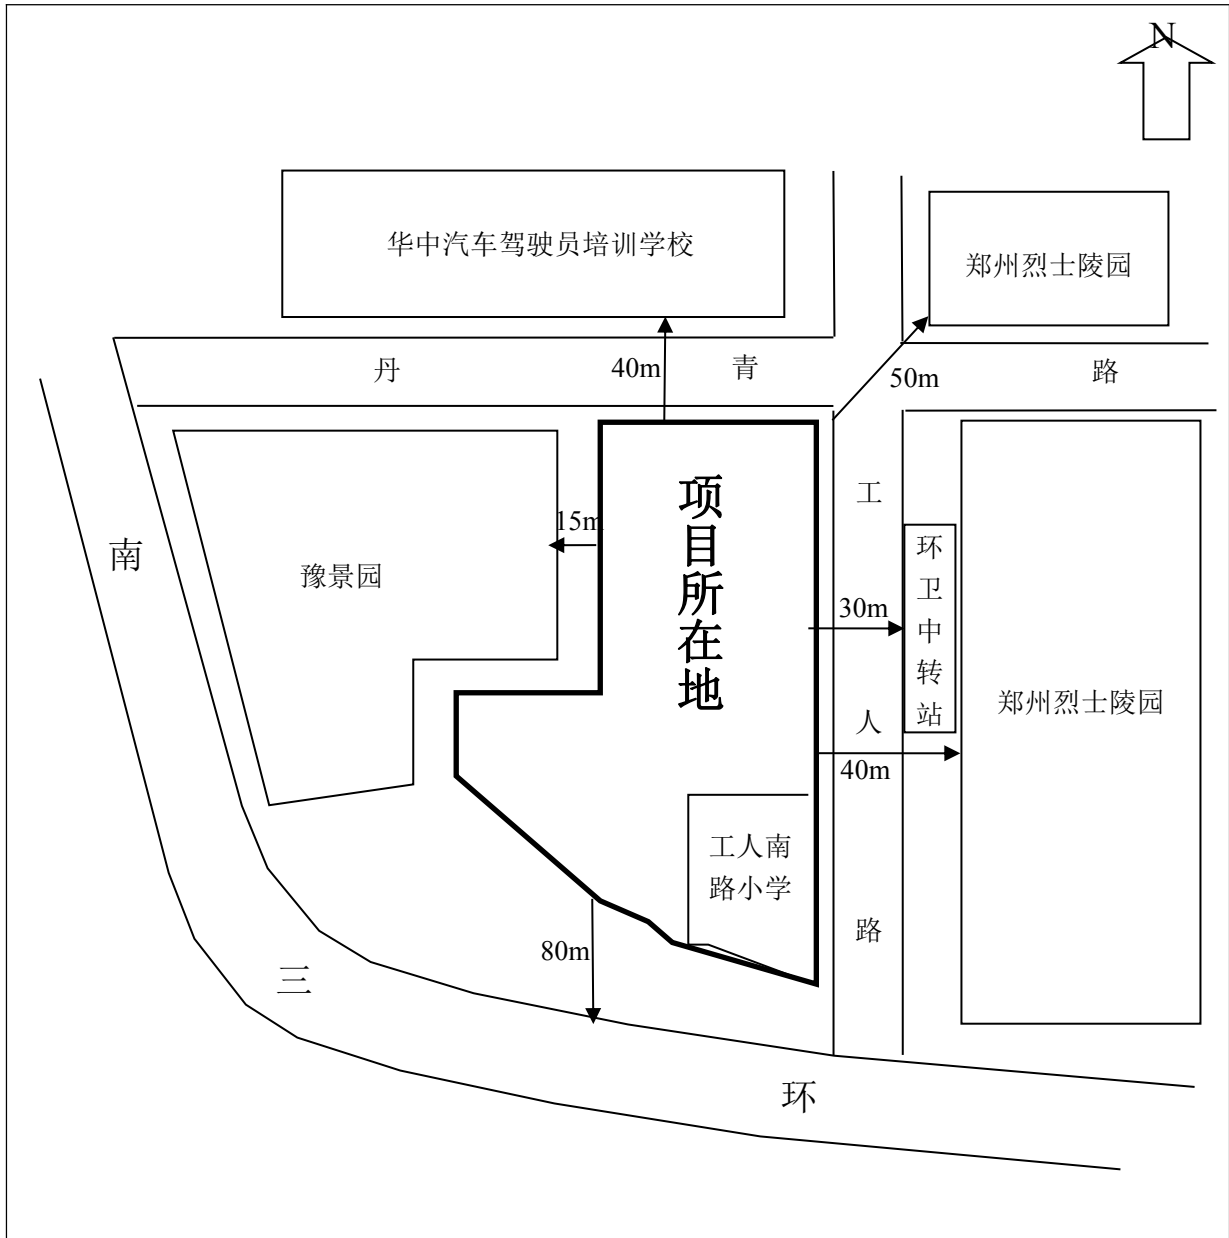 N
华中汽车驾驶员培训学校
郑州烈士陵园
丹
40m
青
50m
路
项目所在地
工
15m
南
豫景园
环卫中转站
30m
郑州烈士陵园
人
40m
工人南
路小学
路
80m
三
环